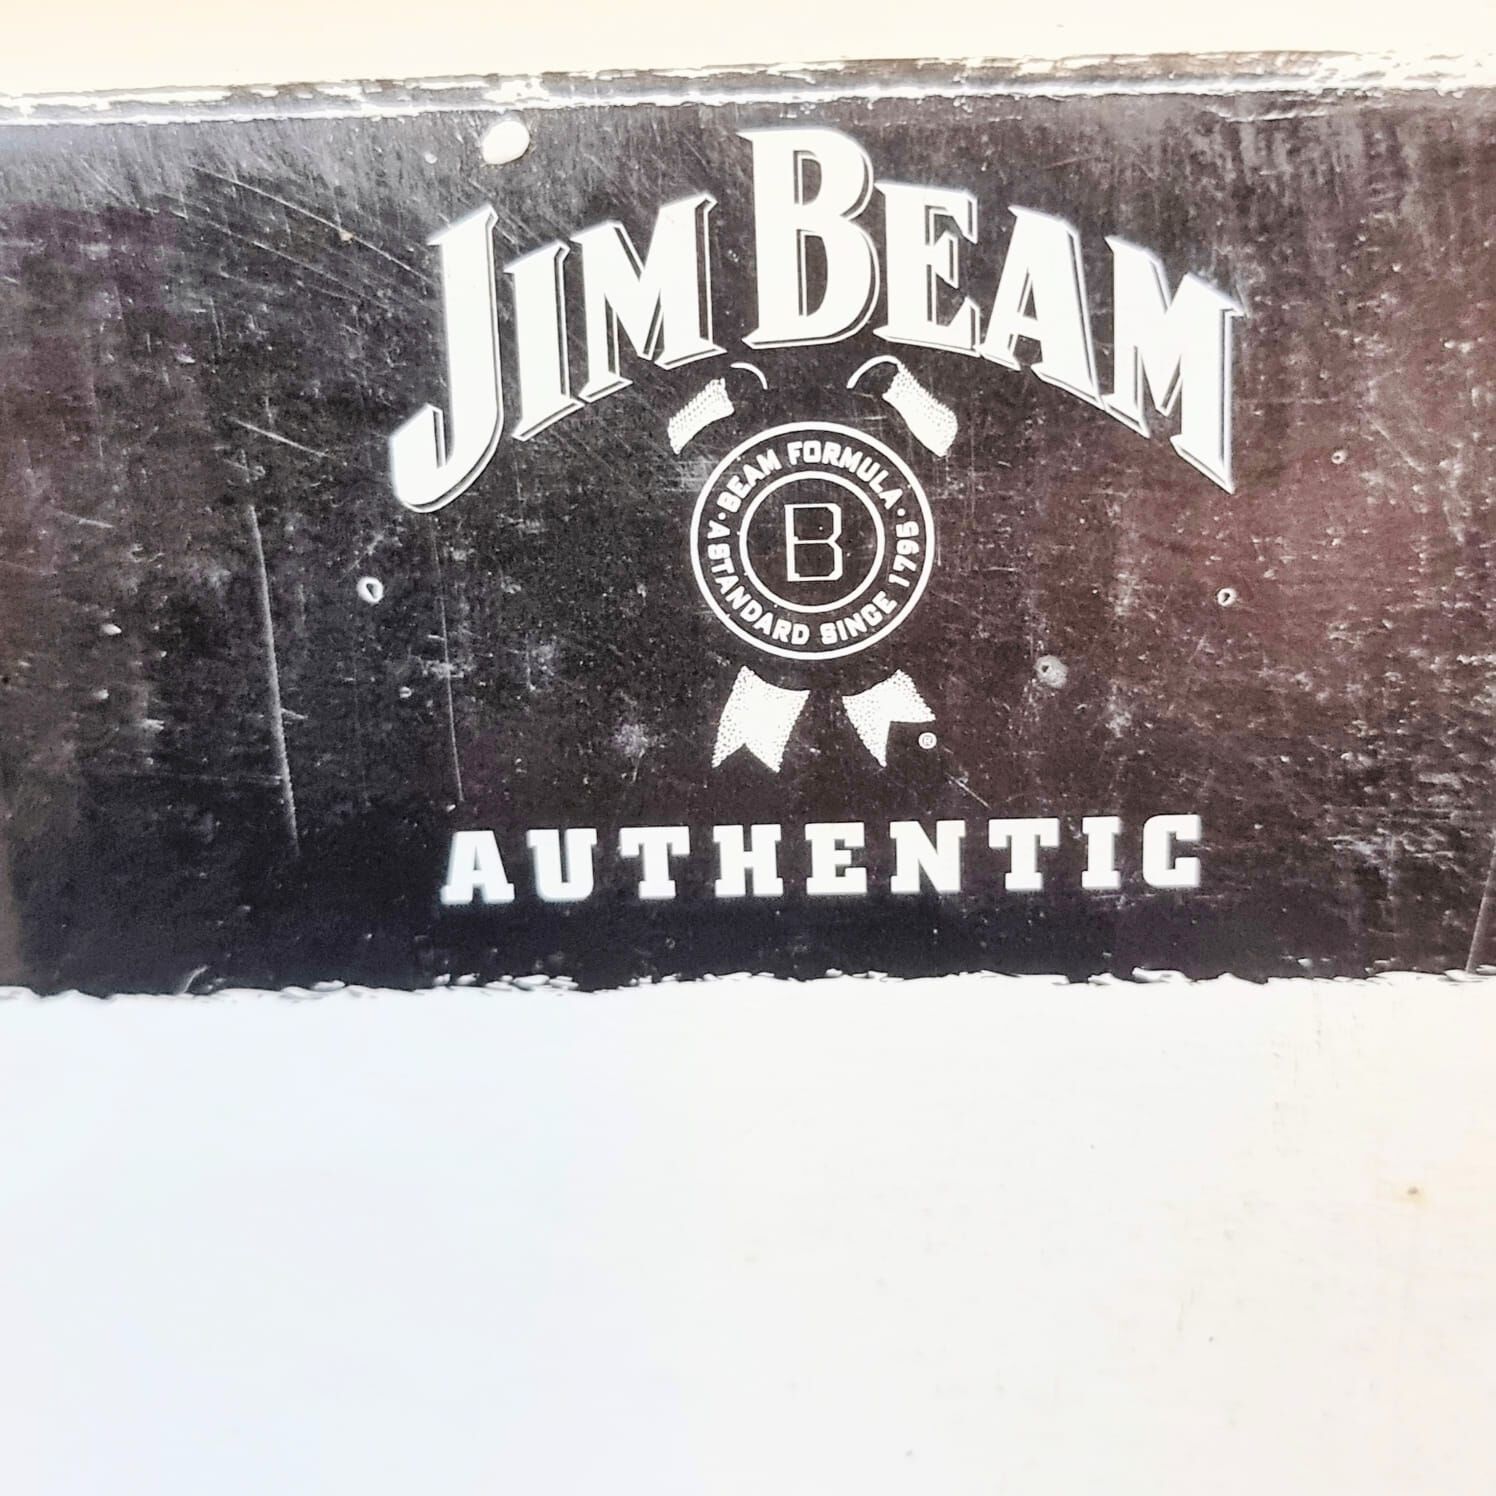 JIM BEAM
· BEAM FORMULA ·
A STANDARD SINCE 1795
B
®
AUTHENTIC